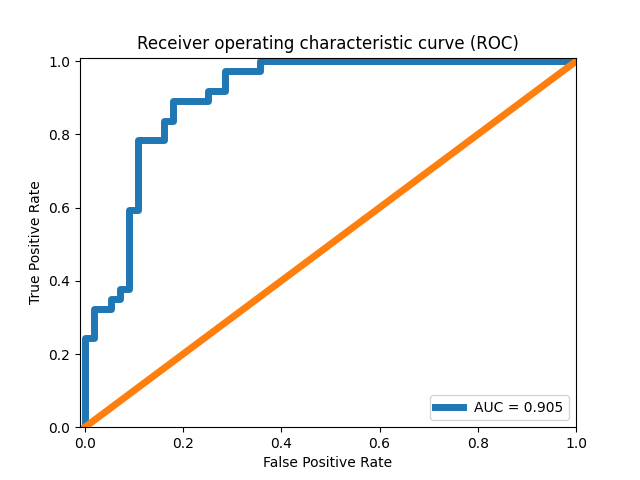 Receiver operating characteristic curve (ROC)
1.0
0.8
0.6
0.4
0.2
0.0
True Positive Rate
AUC = 0.905
0.0 0.2 0.4 0.6 0.8 1.0
False Positive Rate